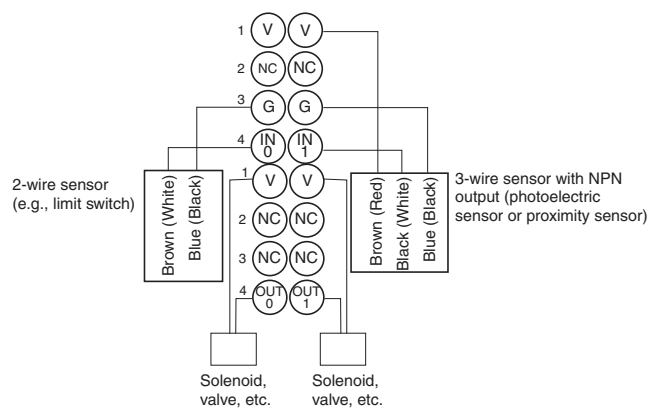 1 V V
2 NC NC
3 G G
4 IN 0 IN 1
1 V V
2 NC NC
3 NC NC
4 OUT 0 OUT 1
2-wire sensor
(e.g., limit switch)
Brown (White)
Blue (Black)
Brown (Red)
Black (White)
Blue (Black)
3-wire sensor with NPN
output (photoelectric
sensor or proximity sensor)
Solenoid,
valve, etc.
Solenoid,
valve, etc.